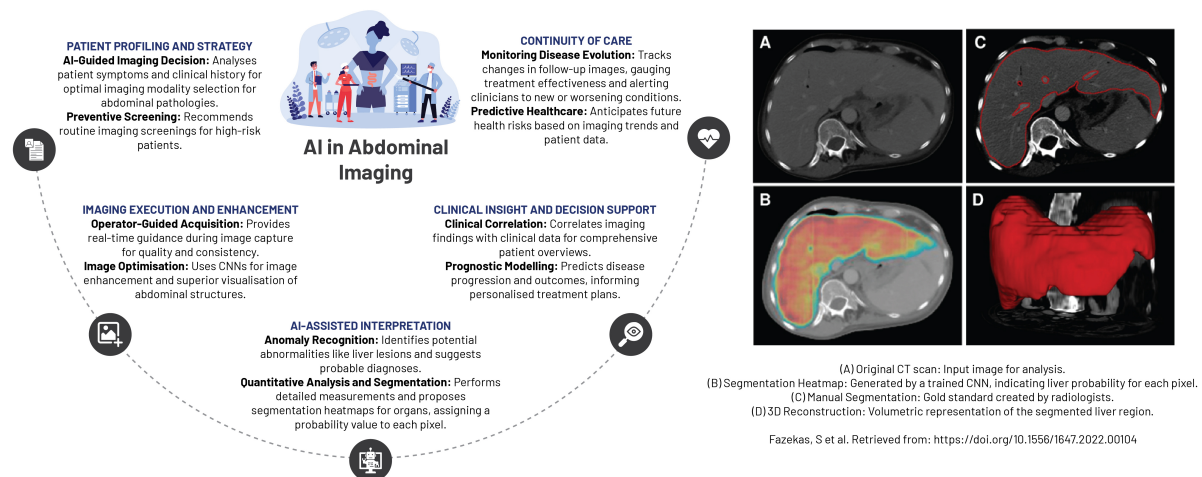 PATIENT PROFILING AND STRATEGY
AI-Guided Imaging Decision: Analyses
patient symptoms and clinical history for
optimal imaging modality selection for
abdominal pathologies.
Preventive Screening: Recommends
routine imaging screenings for high-risk
patients.
AI in Abdominal
Imaging
CONTINUITY OF CARE
Monitoring Disease Evolution: Tracks
changes in follow-up images, gauging
treatment effectiveness and alerting
clinicians to new or worsening conditions.
Predictive Healthcare: Anticipates future
health risks based on imaging trends and
patient data.
IMAGING EXECUTION AND ENHANCEMENT
Operator-Guided Acquisition: Provides
real-time guidance during image capture
for quality and consistency.
Image Optimisation: Uses CNNs for image
enhancement and superior visualisation of
abdominal structures.
CLINICAL INSIGHT AND DECISION SUPPORT
Clinical Correlation: Correlates imaging
findings with clinical data for comprehensive
patient overviews.
Prognostic Modelling: Predicts disease
progression and outcomes, informing
personalised treatment plans.
AI-ASSISTED INTERPRETATION
Anomaly Recognition: Identifies potential
abnormalities like liver lesions and suggests
probable diagnoses.
Quantitative Analysis and Segmentation: Performs
detailed measurements and proposes
segmentation heatmaps for organs, assigning a
probability value to each pixel.
A
C
B
D
(A) Original CT scan: Input image for analysis.
(B) Segmentation Heatmap: Generated by a trained CNN, indicating liver probability for each pixel.
(C) Manual Segmentation: Gold standard created by radiologists.
(D) 3D Reconstruction: Volumetric representation of the segmented liver region.
Fazekas, S et al. Retrieved from: https://doi.org/10.1556/1647.2022.00104